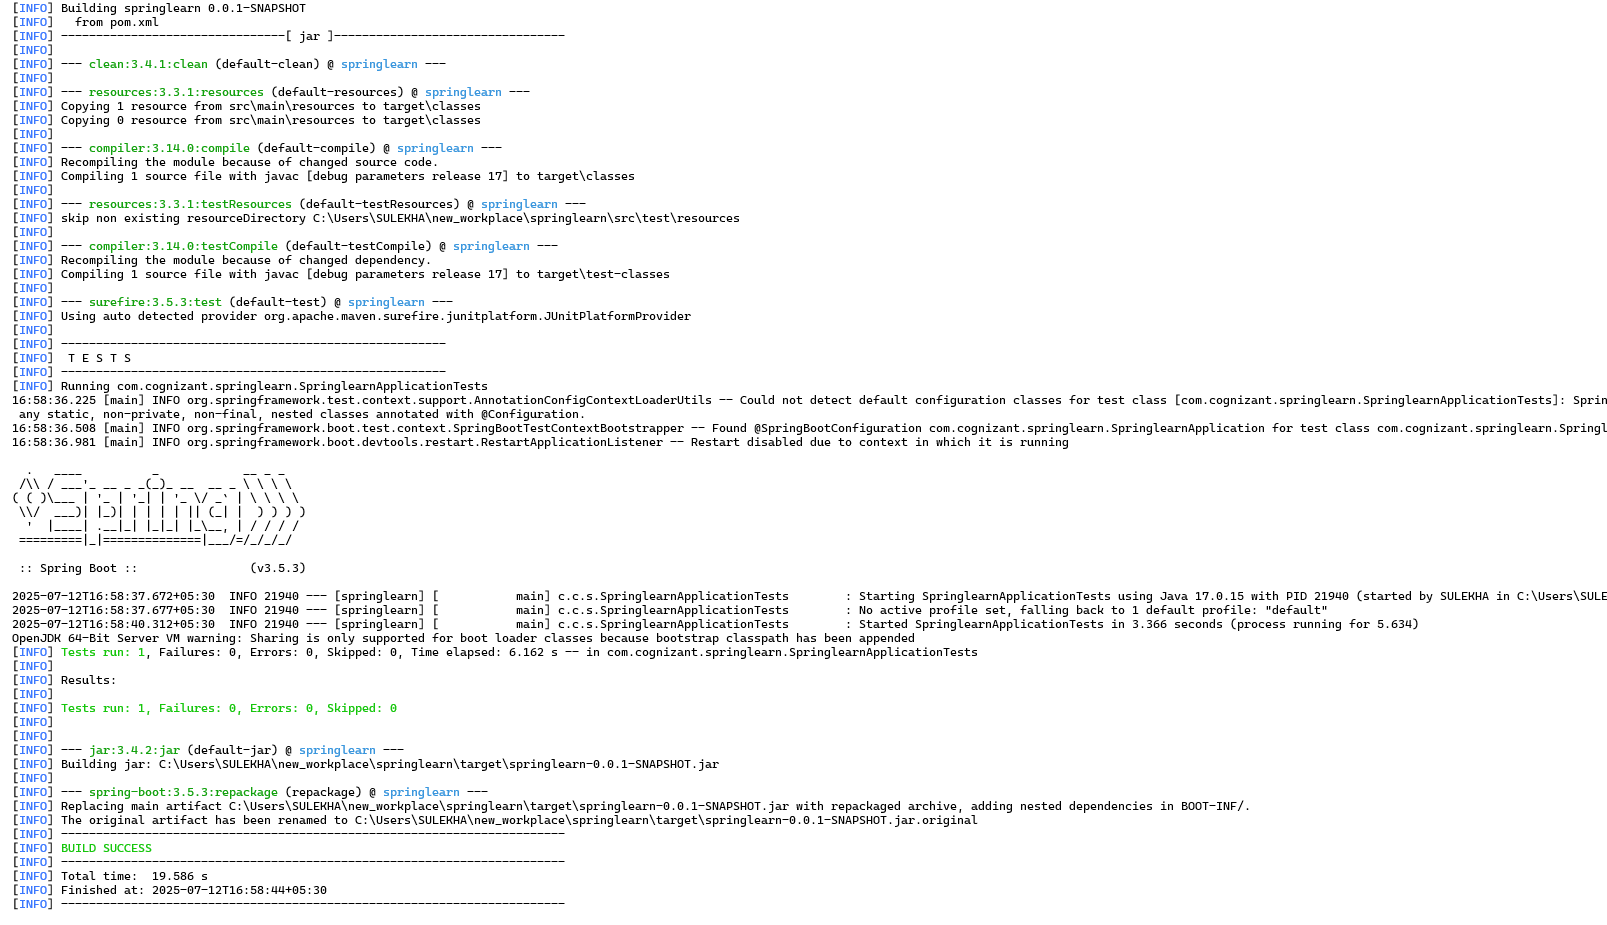 [INFO] Building springlearn 0.0.1-SNAPSHOT
[INFO]   from pom.xml
[INFO] --------------------------------[ jar ]---------------------------------
[INFO]
[INFO] --- clean:3.4.1:clean (default-clean) @ springlearn ---
[INFO]
[INFO] --- resources:3.3.1:resources (default-resources) @ springlearn ---
[INFO] Copying 1 resource from src\main\resources to target\classes
[INFO] Copying 0 resource from src\main\resources to target\classes
[INFO]
[INFO] --- compiler:3.14.0:compile (default-compile) @ springlearn ---
[INFO] Recompiling the module because of changed source code.
[INFO] Compiling 1 source file with javac [debug parameters release 17] to target\classes
[INFO]
[INFO] --- resources:3.3.1:testResources (default-testResources) @ springlearn ---
[INFO] skip non existing resourceDirectory C:\Users\SULEKHA\new_workplace\springlearn\src\test\resources
[INFO]
[INFO] --- compiler:3.14.0:testCompile (default-testCompile) @ springlearn ---
[INFO] Recompiling the module because of changed dependency.
[INFO] Compiling 1 source file with javac [debug parameters release 17] to target\test-classes
[INFO]
[INFO] --- surefire:3.5.3:test (default-test) @ springlearn ---
[INFO] Using auto detected provider org.apache.maven.surefire.junitplatform.JUnitPlatformProvider
[INFO]
[INFO] -------------------------------------------------------
[INFO]  T E S T S
[INFO] -------------------------------------------------------
[INFO] Running com.cognizant.springlearn.SpringlearnApplicationTests
16:58:36.225 [main] INFO org.springframework.test.context.support.AnnotationConfigContextLoaderUtils -- Could not detect default configuration classes for test class [com.cognizant.springlearn.SpringlearnApplicationTests]: Sprin
 any static, non-private, non-final, nested classes annotated with @Configuration.
16:58:36.508 [main] INFO org.springframework.boot.test.context.SpringBootTestContextBootstrapper -- Found @SpringBootConfiguration com.cognizant.springlearn.SpringlearnApplication for test class com.cognizant.springlearn.Springl
16:58:36.981 [main] INFO org.springframework.boot.devtools.restart.RestartApplicationListener -- Restart disabled due to context in which it is running

  .   ____          _            __ _ _
 /\\ / ___'_ __ _ _(_)_ __  __ _ \ \ \ \
( ( )\___ | '_ | '_| | '_ \/ _` | \ \ \ \
 \\/  ___)| |_)| | | | | || (_| |  ) ) ) )
  '  |____| .__|_| |_|_| |_\__, | / / / /
 =========|_|==============|___/=/_/_/_/

 :: Spring Boot ::                (v3.5.3)

2025-07-12T16:58:37.672+05:30  INFO 21940 --- [springlearn] [           main] c.c.s.SpringlearnApplicationTests        : Starting SpringlearnApplicationTests using Java 17.0.15 with PID 21940 (started by SULEKHA in C:\Users\SULE
2025-07-12T16:58:37.677+05:30  INFO 21940 --- [springlearn] [           main] c.c.s.SpringlearnApplicationTests        : No active profile set, falling back to 1 default profile: "default"
2025-07-12T16:58:40.312+05:30  INFO 21940 --- [springlearn] [           main] c.c.s.SpringlearnApplicationTests        : Started SpringlearnApplicationTests in 3.366 seconds (process running for 5.634)
OpenJDK 64-Bit Server VM warning: Sharing is only supported for boot loader classes because bootstrap classpath has been appended
[INFO] Tests run: 1, Failures: 0, Errors: 0, Skipped: 0, Time elapsed: 6.162 s -- in com.cognizant.springlearn.SpringlearnApplicationTests
[INFO]
[INFO] Results:
[INFO]
[INFO] Tests run: 1, Failures: 0, Errors: 0, Skipped: 0
[INFO]
[INFO]
[INFO] --- jar:3.4.2:jar (default-jar) @ springlearn ---
[INFO] Building jar: C:\Users\SULEKHA\new_workplace\springlearn\target\springlearn-0.0.1-SNAPSHOT.jar
[INFO]
[INFO] --- spring-boot:3.5.3:repackage (repackage) @ springlearn ---
[INFO] Replacing main artifact C:\Users\SULEKHA\new_workplace\springlearn\target\springlearn-0.0.1-SNAPSHOT.jar with repackaged archive, adding nested dependencies in BOOT-INF/.
[INFO] The original artifact has been renamed to C:\Users\SULEKHA\new_workplace\springlearn\target\springlearn-0.0.1-SNAPSHOT.jar.original
[INFO] ------------------------------------------------------------------------
[INFO] BUILD SUCCESS
[INFO] ------------------------------------------------------------------------
[INFO] Total time:  19.586 s
[INFO] Finished at: 2025-07-12T16:58:44+05:30
[INFO] ------------------------------------------------------------------------